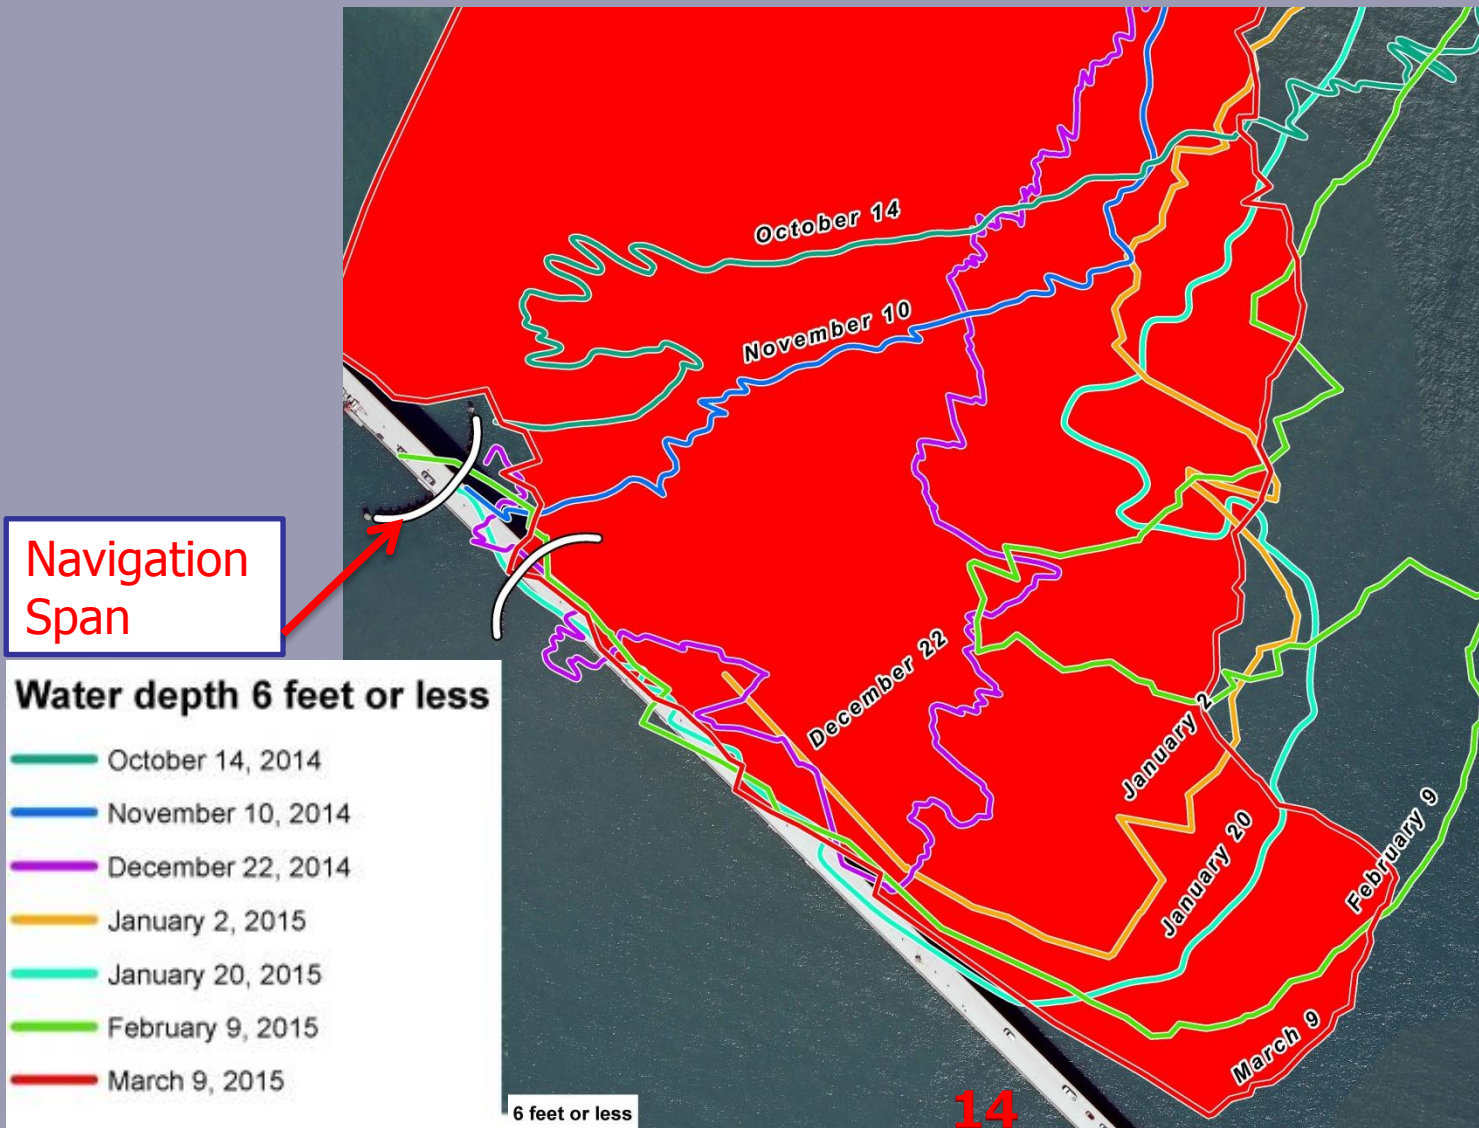 October 14
November 10
Navigation
Span
December 22
January 2
January 20
February 9
March 9
Water depth 6 feet or less
October 14, 2014
November 10, 2014
December 22, 2014
January 2, 2015
January 20, 2015
February 9, 2015
March 9, 2015
6 feet or less
14